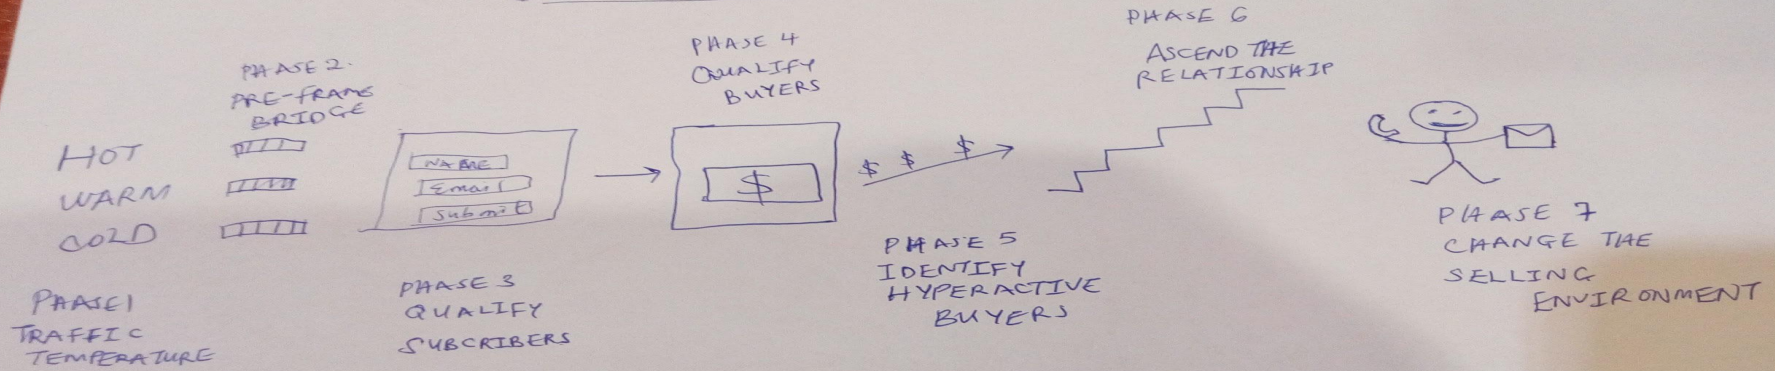 PHASE 1
TRAFFIC
TEMPERATURE
HOT
WARM
COLD
PHASE 2.
PRE-FRAME
BRIDGE
NAME
Email
Submit
PHASE 3
QUALIFY
SUBCRIBERS
PHASE 4
QUALIFY
BUYERS
$
$ $ $
PHASE 5
IDENTIFY
HYPERACTIVE
BUYERS
PHASE 6
ASCEND THE
RELATIONSHIP
PHASE 7
CHANGE THE
SELLING
ENVIRONMENT